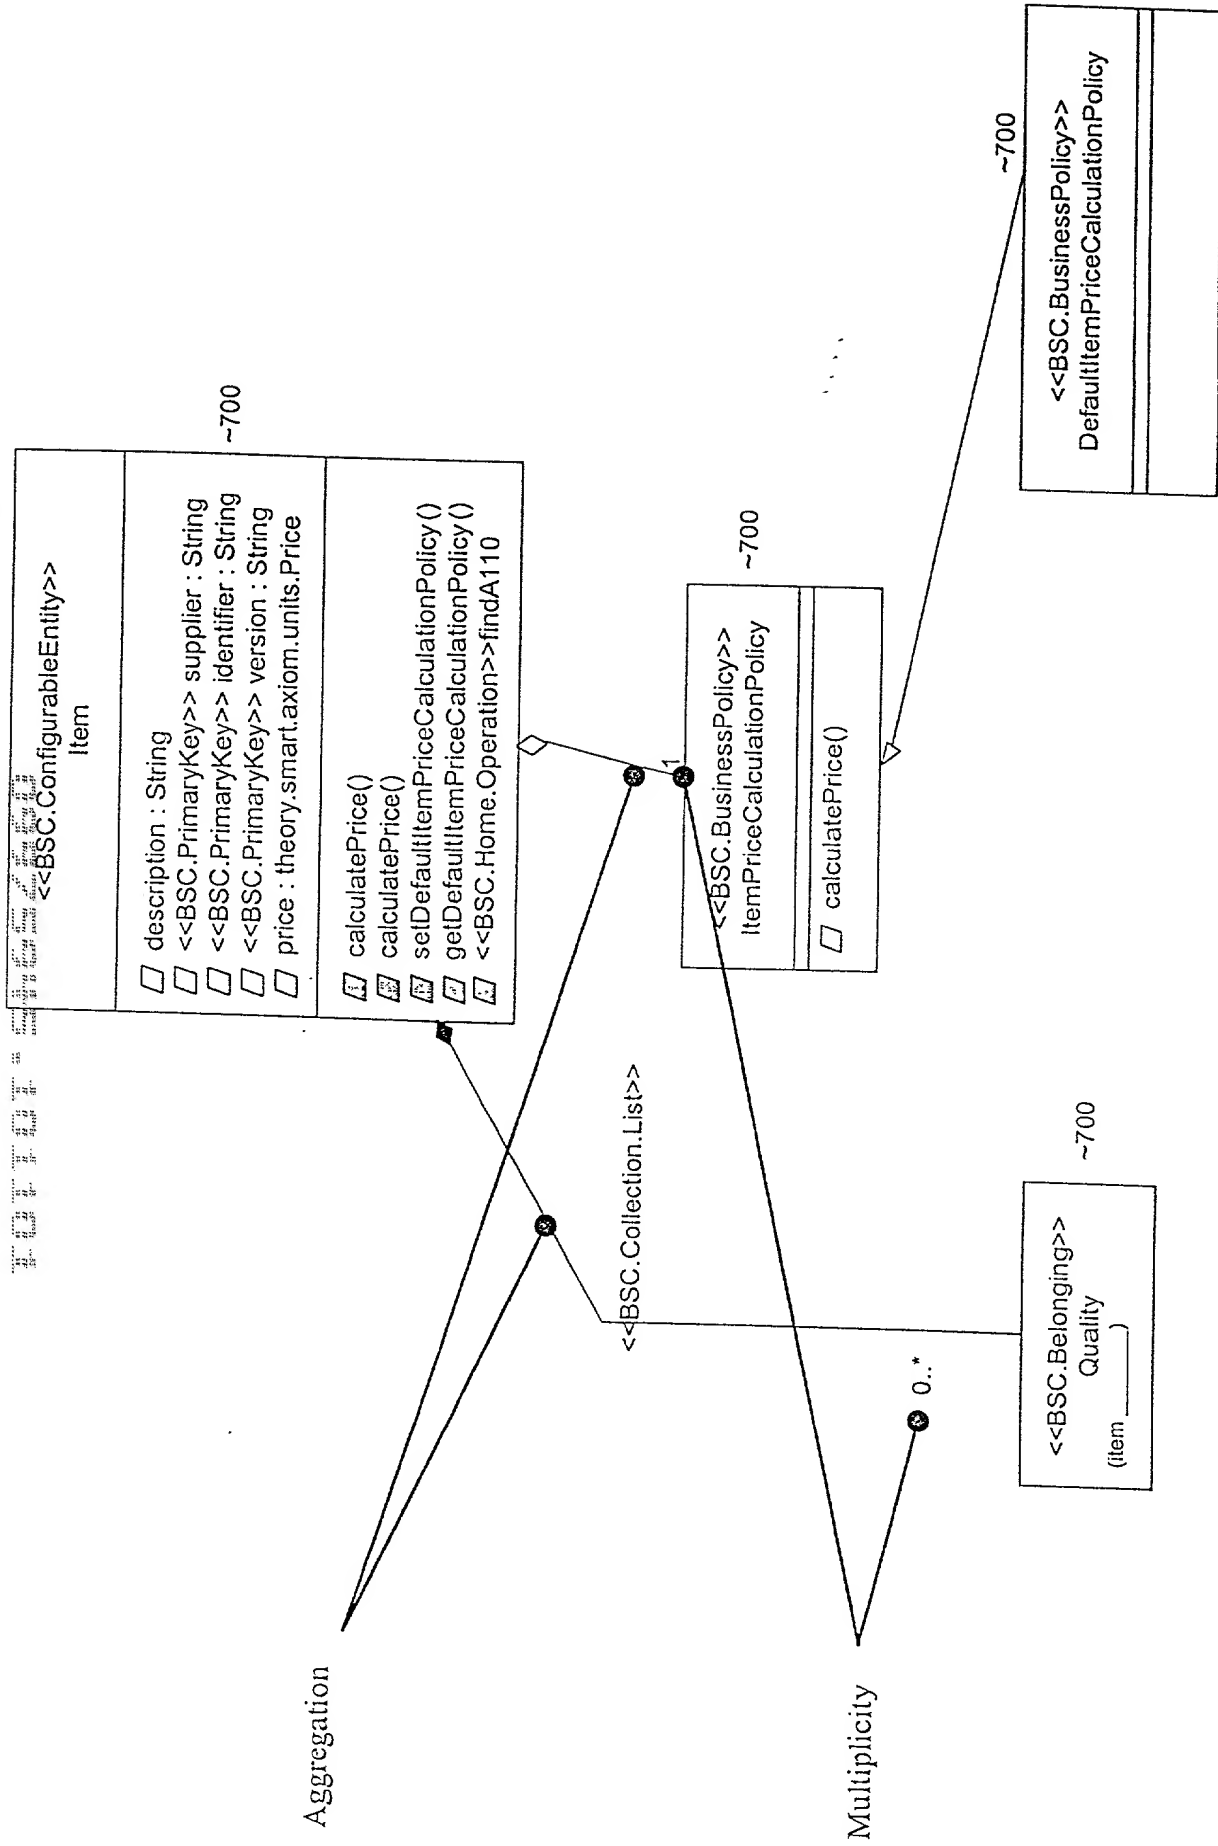 <<BSC.ConfigurableEntity>>
Item
description : String
<<BSC.PrimaryKey>> supplier : String
<<BSC.PrimaryKey>> identifier : String
<<BSC.PrimaryKey>> version : String
price : theory.smart.axiom.units.Price
~700
calculatePrice()
calculatePrice()
setDefaultItemPriceCalculationPolicy()
getDefaultItemPriceCalculationPolicy()
<<BSC.Home.Operation>>findA110
Aggregation
<<BSC.Collection.List>>
1
<<BSC.BusinessPolicy>>
ItemPriceCalculationPolicy
~700
calculatePrice()
Multiplicity
0..*
<<BSC.Belonging>>
Quality
(item_____)
~700
~700
<<BSC.BusinessPolicy>>
DefaultItemPriceCalculationPolicy